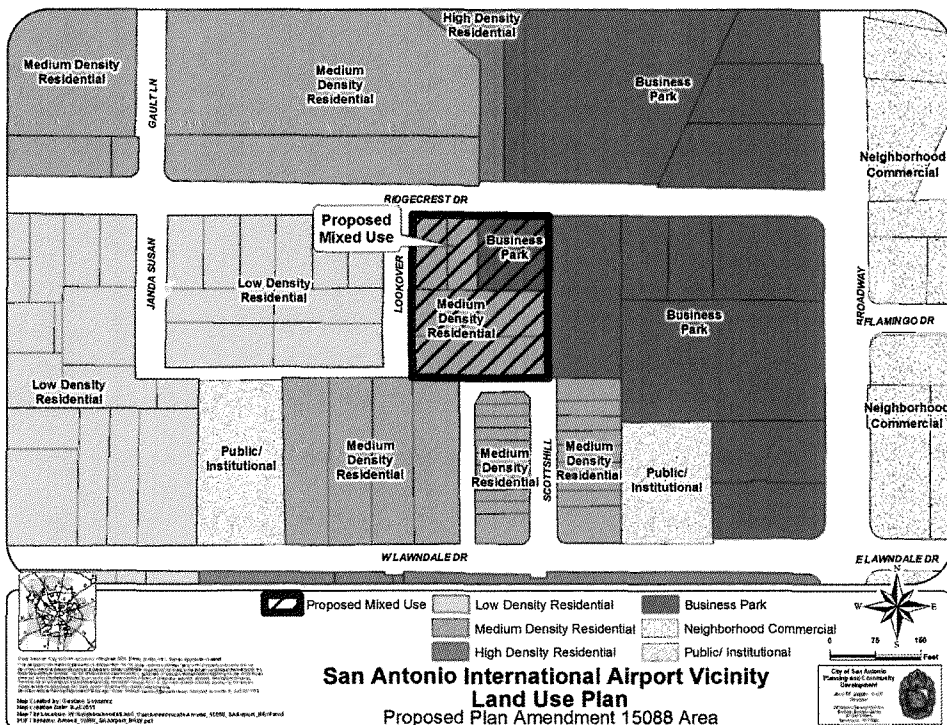 High Density
Residential
Medium Density
Residential
Medium
Density
Residential
Business
Park
GAULT LN
Neighborhood
Commercial
RIDGECREST DR
Proposed
Mixed Use
Business
Park
JANDA SUSAN
Low Density
Residential
LOOKOVER
Medium
Density
Residential
Business
Park
BROADWAY
E FLAMINGO DR
Low Density
Residential
Neighborhood
Commercial
Public/
Institutional
Medium
Density
Residential
Medium
Density
Residential
SCOTTSHILL
Medium
Density
Residential
Public/
Institutional
W LAWNDALE DR
E LAWNDALE DR
N
W
E
S
Proposed Mixed Use
Low Density Residential
Business Park
Medium Density Residential
Neighborhood Commercial
High Density Residential
Public/ Institutional
0 75 150
Feet
San Antonio International Airport Vicinity
Land Use Plan
Proposed Plan Amendment 15088 Area
City of San Antonio
Planning and Community
Development